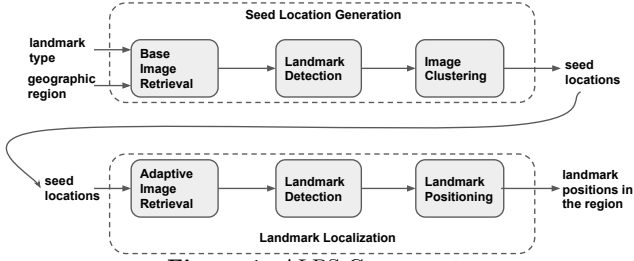 Seed Location Generation
landmark
type
geographic
region
Base
Image
Retrieval
Landmark
Detection
Image
Clustering
seed
locations
seed
locations
Adaptive
Image
Retrieval
Landmark
Detection
Landmark
Positioning
landmark
positions in
the region
Landmark Localization